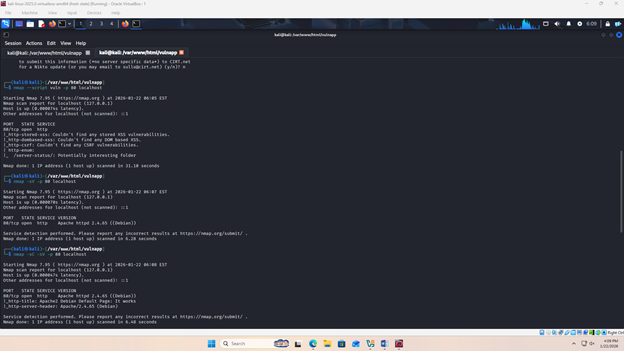 kali-linux-2025.3-virtualbox-amd64 [Running] - Oracle VirtualBox
File Machine View Input Devices Help
1 2 3 4
6:09
kali@kali: /var/www/html/vulnapp
Session Actions Edit View Help
kali@kali: /var/www/html/vulnapp kali@kali: /var/www/html/vulnapp
to submit this information (*no server specific data*) to CIRT.net
for a Nikto update (or you may email to sullo@cirt.net) (y/n)? n
(kali㉿kali)-[/var/www/html/vulnapp]
$ nmap --script vuln -p 80 localhost
Starting Nmap 7.95 ( https://nmap.org ) at 2026-01-22 06:05 EST
Nmap scan report for localhost (127.0.0.1)
Host is up (0.000074s latency).
Other addresses for localhost (not scanned): ::1
PORT STATE SERVICE
80/tcp open http
|_http-stored-xss: Couldn't find any stored XSS vulnerabilities.
|_http-dombased-xss: Couldn't find any DOM based XSS.
|_http-csrf: Couldn't find any CSRF vulnerabilities.
| http-enum:
|_ /server-status/: Potentially interesting folder
Nmap done: 1 IP address (1 host up) scanned in 31.10 seconds
(kali㉿kali)-[/var/www/html/vulnapp]
$ nmap -sV -p 80 localhost
Starting Nmap 7.95 ( https://nmap.org ) at 2026-01-22 06:07 EST
Nmap scan report for localhost (127.0.0.1)
Host is up (0.000070s latency).
Other addresses for localhost (not scanned): ::1
PORT STATE SERVICE VERSION
80/tcp open http Apache httpd 2.4.65 ((Debian))
Service detection performed. Please report any incorrect results at https://nmap.org/submit/ .
Nmap done: 1 IP address (1 host up) scanned in 6.28 seconds
(kali㉿kali)-[/var/www/html/vulnapp]
$ nmap -sC -sV -p 80 localhost
Starting Nmap 7.95 ( https://nmap.org ) at 2026-01-22 06:08 EST
Nmap scan report for localhost (127.0.0.1)
Host is up (0.000047s latency).
Other addresses for localhost (not scanned): ::1
PORT STATE SERVICE VERSION
80/tcp open http Apache httpd 2.4.65 ((Debian))
|_http-title: Apache2 Debian Default Page: It works
|_http-server-header: Apache/2.4.65 (Debian)
Service detection performed. Please report any incorrect results at https://nmap.org/submit/ .
Nmap done: 1 IP address (1 host up) scanned in 6.48 seconds
Right Ctrl
Search
4:09 PM
1/22/2026